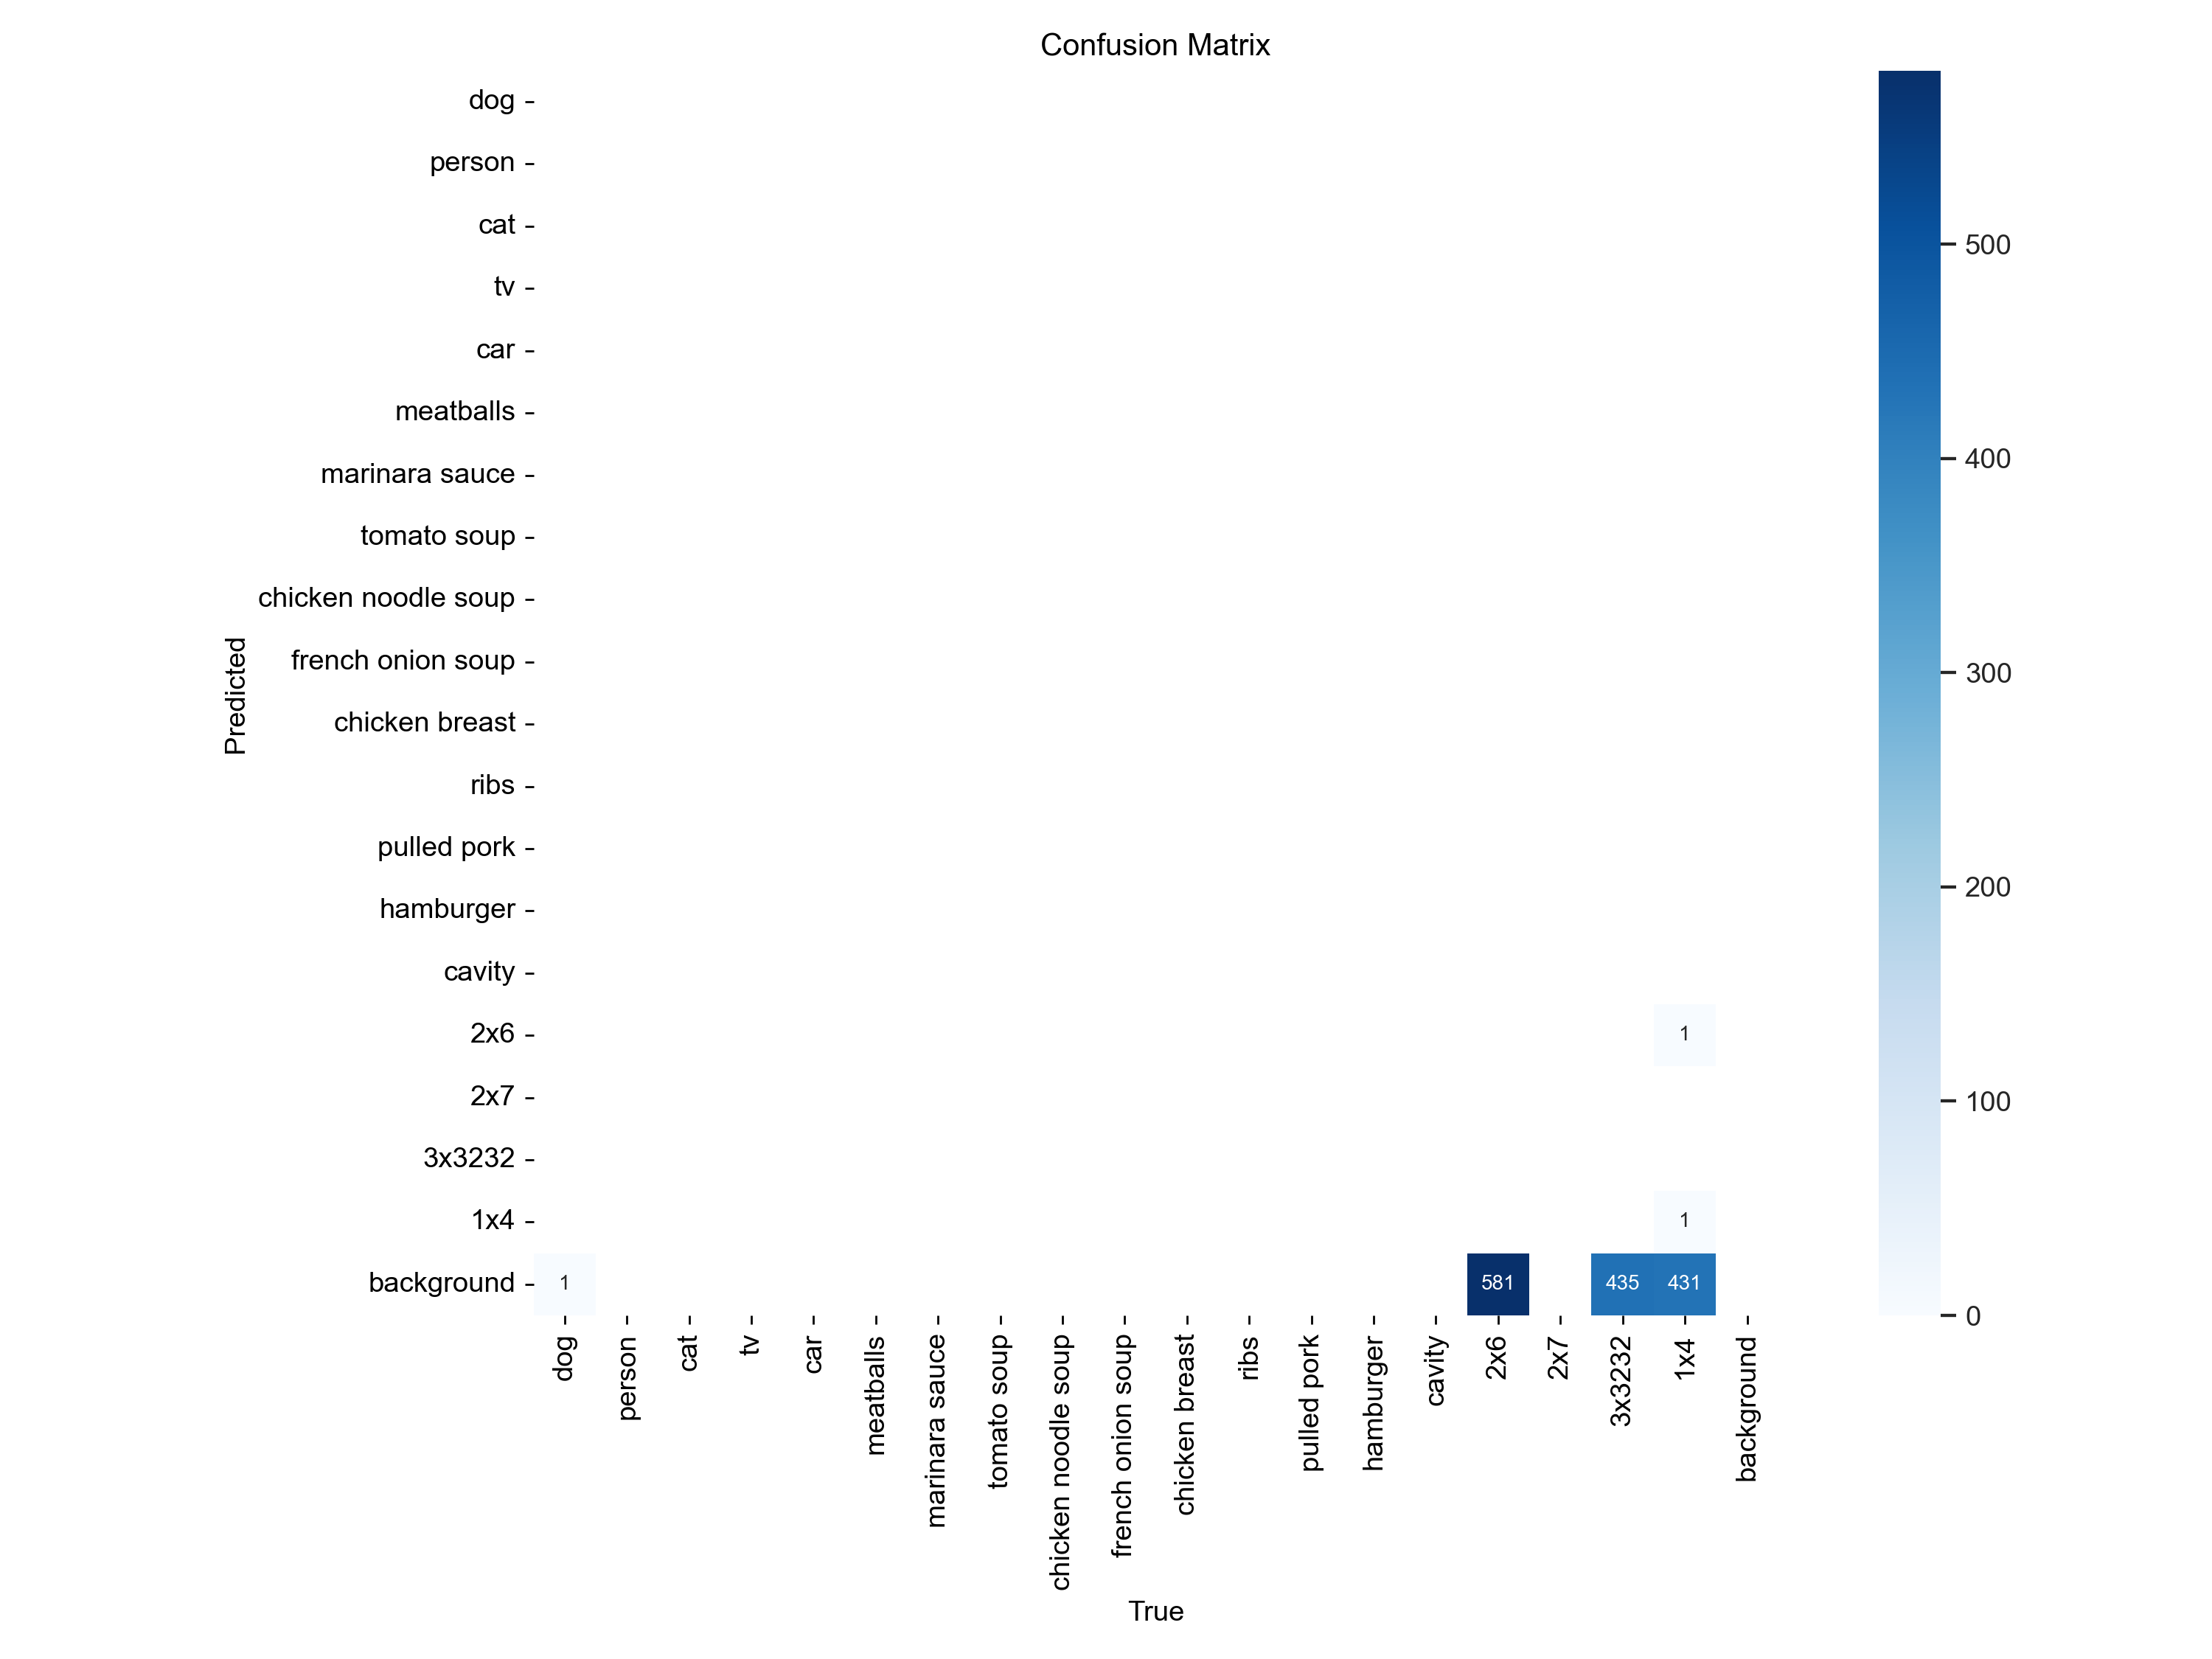 Confusion Matrix
Predicted
dog
person
cat
tv
car
meatballs
marinara sauce
tomato soup
chicken noodle soup
french onion soup
chicken breast
ribs
pulled pork
hamburger
cavity
2x6
1
2x7
3x3232
1x4
1
background
1
581
435
431
dog
person
cat
tv
car
meatballs
marinara sauce
tomato soup
chicken noodle soup
french onion soup
chicken breast
ribs
pulled pork
hamburger
cavity
2x6
2x7
3x3232
1x4
background
True
500
400
300
200
100
0